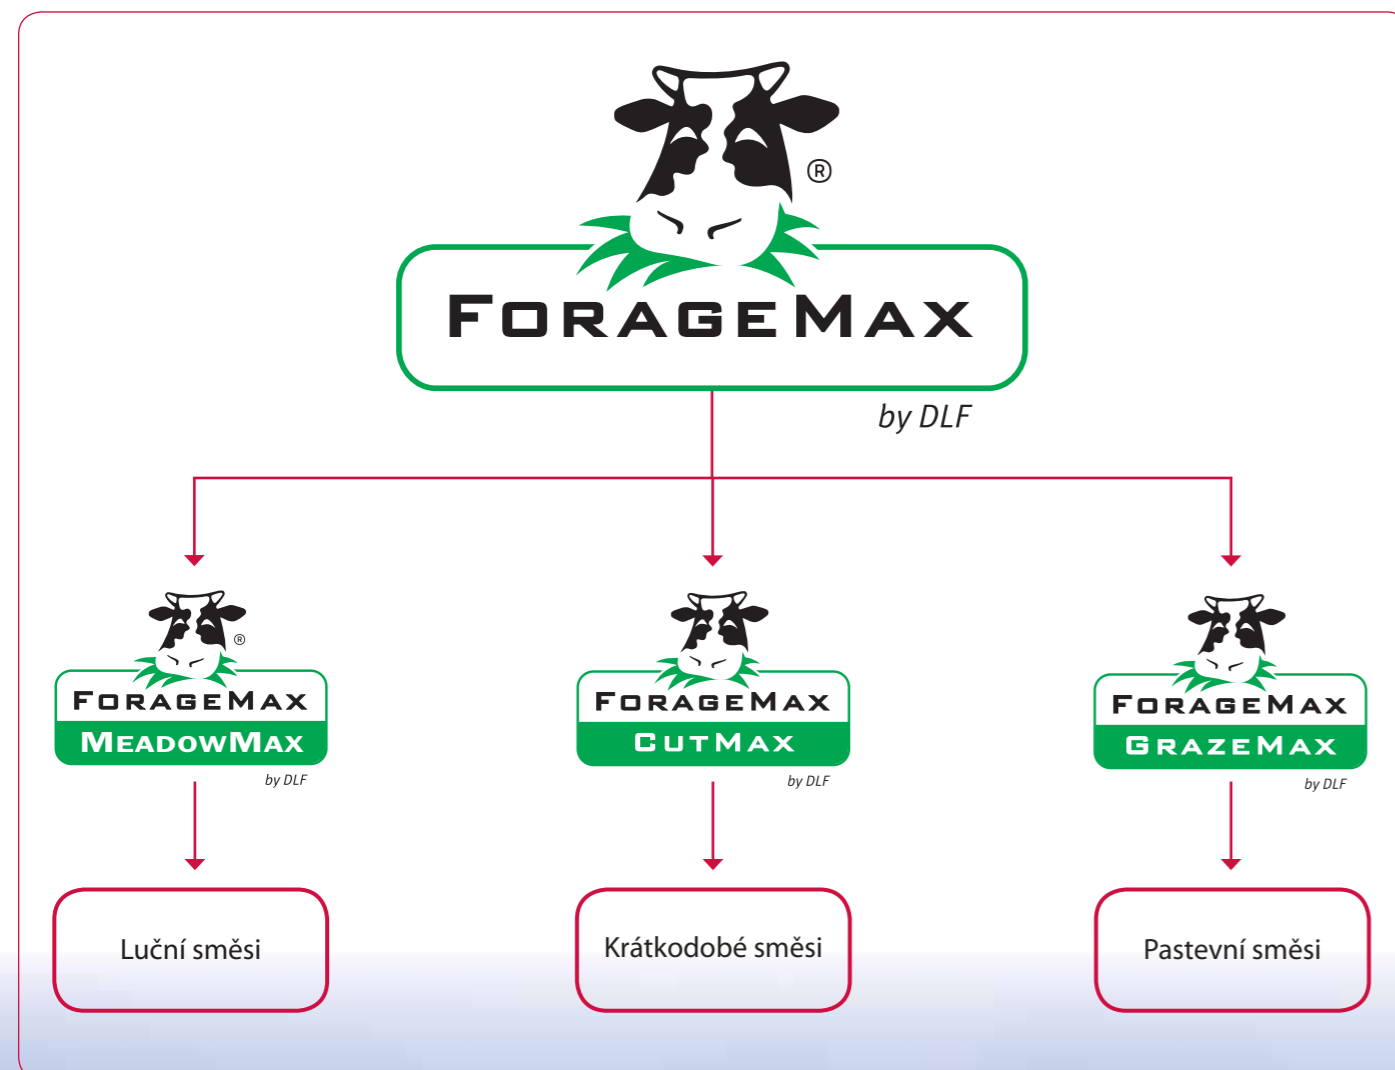 ®
FORAGEMAX
by DLF
®
FORAGEMAX
MEADOWMAX
by DLF
FORAGEMAX
CUTMAX
by DLF
FORAGEMAX
GRAZEMAX
by DLF
Luční směsi
Krátkodobé směsi
Pastevní směsi